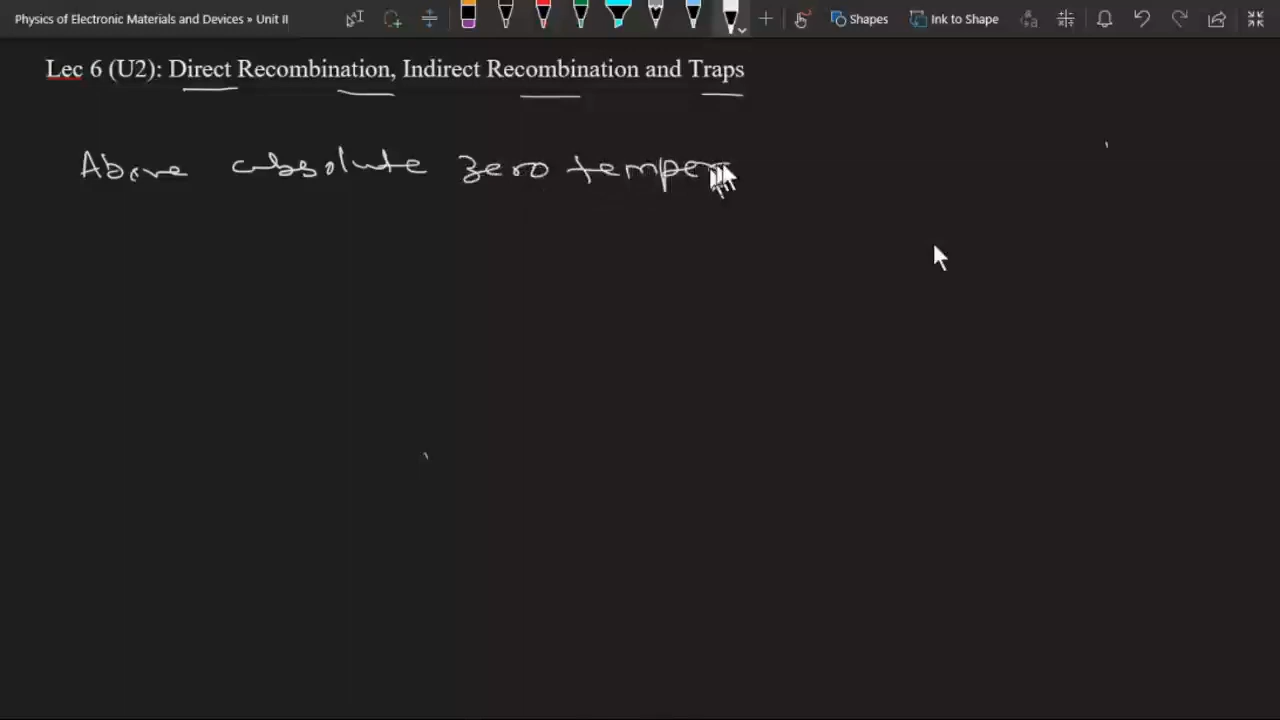 Physics of Electronic Materials and Devices » Unit II
Shapes
Ink to Shape
Lec 6 (U2): Direct Recombination, Indirect Recombination and Traps
Above absolute zero temper